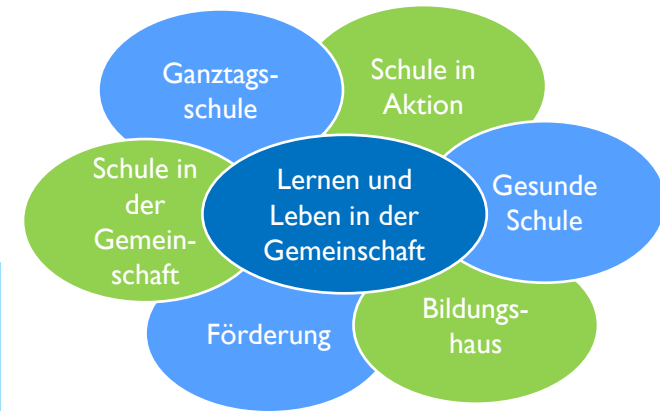 Ganztags-
schule
Schule in
Aktion
Schule in
der
Gemein-
schaft
Lernen und
Leben in der
Gemeinschaft
Gesunde
Schule
Förderung
Bildungs-
haus